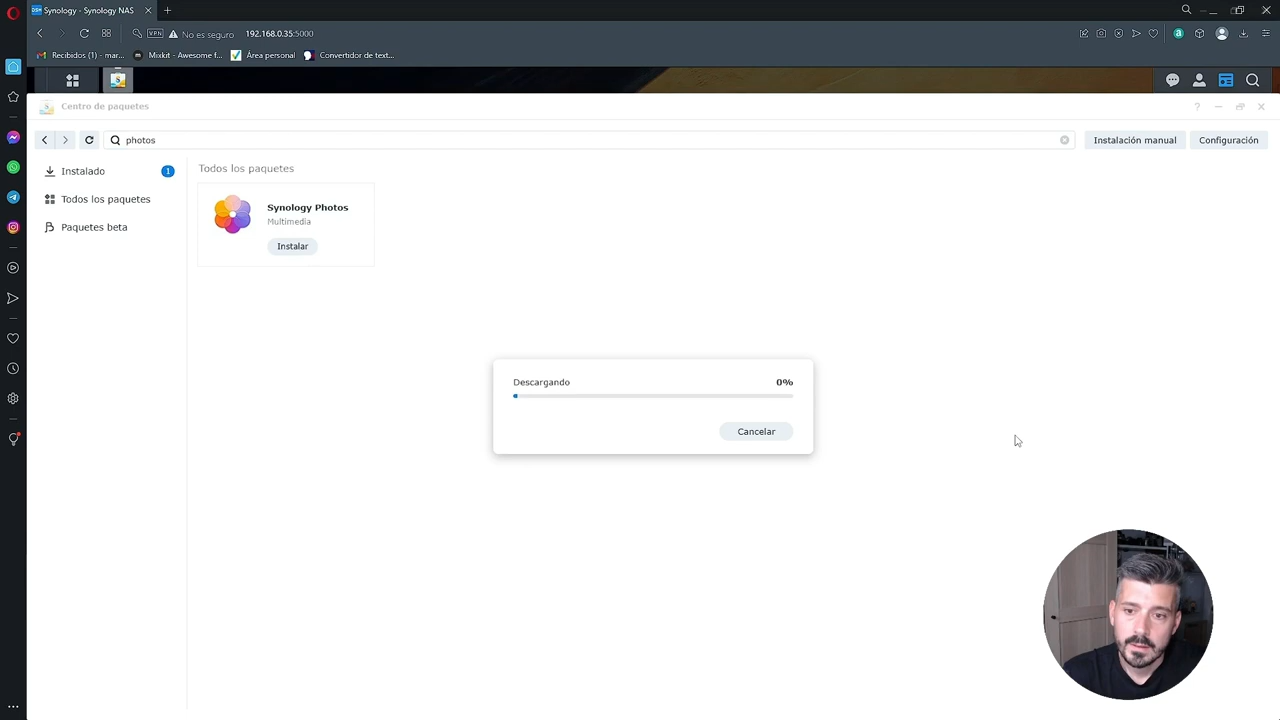 Synology - Synology NAS
VPN
No es seguro
192.168.0.35:5000
Recibidos (1) - mar...
Mixkit - Awesome f...
Área personal
Convertidor de text...
Centro de paquetes
photos
Instalación manual
Configuración
Instalado
1
Todos los paquetes
Paquetes beta
Todos los paquetes
Synology Photos
Multimedia
Instalar
Descargando
0%
Cancelar